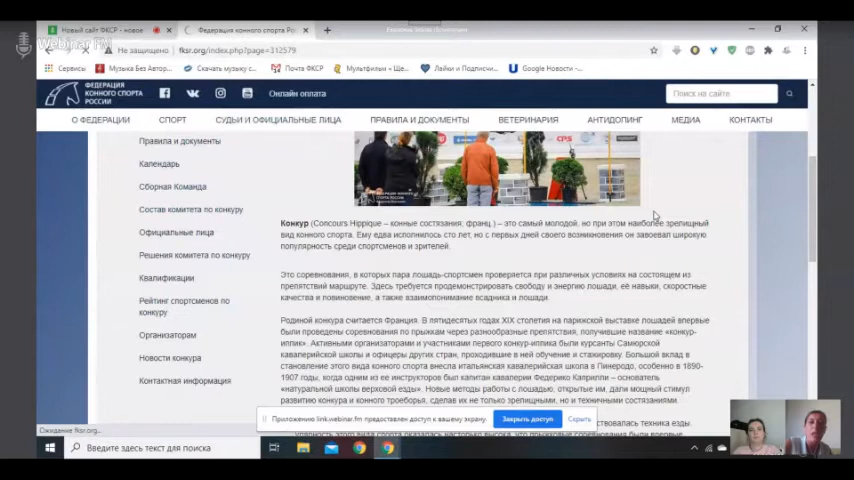 Новый сайт ФКСР - новое
Федерация конного спорта Рос
Webinar FM
Не защищено
fksr.org/index.php?page=312579
Сервисы
Музыка Без Автор...
Скачать музыку с...
Почта ФКСР
Мультфильм « Ще...
Лайки и Подписчи...
Google Новости –...
ФЕДЕРАЦИЯ
КОННОГО СПОРТА
РОССИИ
Онлайн оплата
Поиск на сайте
О ФЕДЕРАЦИИ
СПОРТ
СУДЬИ И ОФИЦИАЛЬНЫЕ ЛИЦА
ПРАВИЛА И ДОКУМЕНТЫ
ВЕТЕРИНАРИЯ
АНТИДОПИНГ
МЕДИА
КОНТАКТЫ
Правила и документы
Календарь
Сборная Команда
Состав комитета по конкуру
Официальные лица
Решения комитета по конкуру
Квалификации
Рейтинг спортсменов по
конкуру
Организаторам
Новости конкура
Контактная информация
CPS
Конкур (Concours Hippique – конные состязания; франц.) – это самый молодой, но при этом наиболее зрелищный
вид конного спорта. Ему едва исполнилось сто лет, но с первых дней своего возникновения он завоевал широкую
популярность среди спортсменов и зрителей.
Это соревнования, в которых пара лошадь-спортсмен проверяется при различных условиях на состоящем из
препятствий маршруте. Здесь требуется продемонстрировать свободу и энергию лошади, её навыки, скоростные
качества и повиновение, а также взаимопонимание всадника и лошади.
Родиной конкура считается Франция. В пятидесятых годах XIX столетия на парижской выставке лошадей впервые
были проведены соревнования по прыжкам через разнообразные препятствия, получившие название «конкур-
иппик». Активными организаторами и участниками первого конкур-иппика были курсанты Самюрской
кавалерийской школы и офицеры других стран, проходившие в ней обучение и стажировку. Большой вклад в
становление этого вида конного спорта внесла итальянская кавалерийская школа в Пинероло, особенно в 1890-
1907 годы, когда одним из ее инструкторов был капитан кавалерии Федерико Каприлли – основатель
«натуральной школы верховой езды». Новые методы работы с лошадью, открытые им, дали мощный стимул
развитию конкура и конного троеборья, сделав их не только зрелищными, но и техничными состязаниями.
ствовалась техника езды.
Приложению link.webinar.fm предоставлен доступ к вашему экрану.
Закрыть доступ
Скрыть
Ожидание fksr.org...
Введите здесь текст для поиска